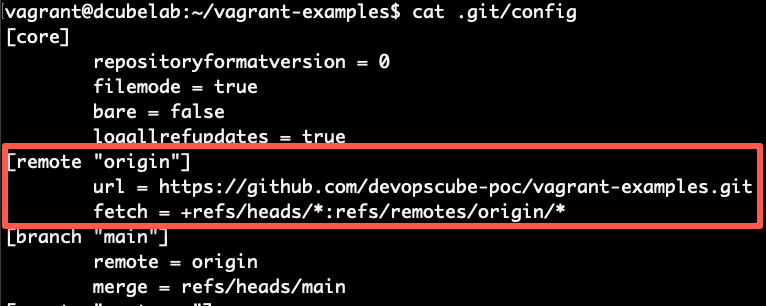 vagrant@dcubelab:~/vagrant-examples$ cat .git/config
[core]
repositoryformatversion = 0
filemode = true
bare = false
logallrefupdates = true
[remote "origin"]
url = https://github.com/devopscube-poc/vagrant-examples.git
fetch = +refs/heads/*:refs/remotes/origin/*
[branch "main"]
remote = origin
merge = refs/heads/main